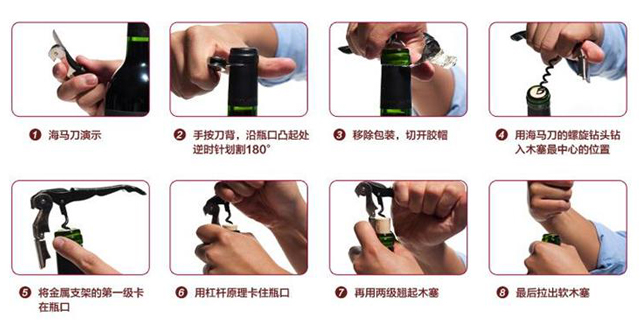 1 海马刀演示
2 手按刀背，沿瓶口凸起处
逆时针划割180°
3 移除包装，切开胶帽
4 用海马刀的螺旋钻头钻
入木塞最中心的位置
5 将金属支架的第一级卡
在瓶口
6 用杠杆原理卡住瓶口
7 再用两级翘起木塞
8 最后拉出软木塞